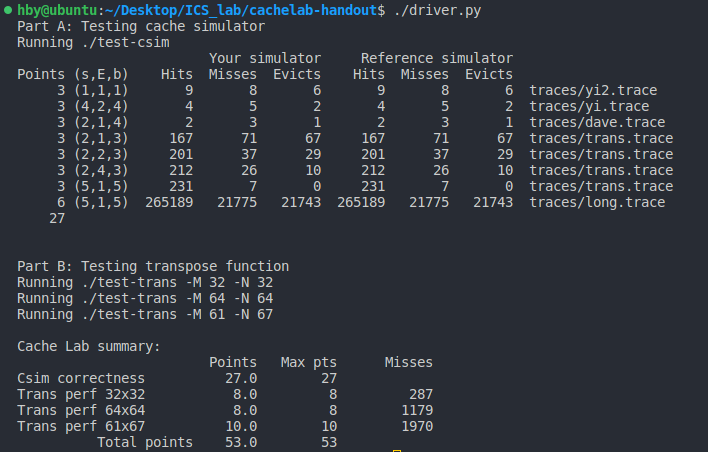 hby@ubuntu:~/Desktop/ICS_lab/cachelab-handout$ ./driver.py
Part A: Testing cache simulator
Running ./test-csim
                        Your simulator     Reference simulator
Points (s,E,b)    Hits  Misses  Evicts    Hits  Misses  Evicts
     3 (1,1,1)       9       8       6       9       8       6  traces/yi2.trace
     3 (4,2,4)       4       5       2       4       5       2  traces/yi.trace
     3 (2,1,4)       2       3       1       2       3       1  traces/dave.trace
     3 (2,1,3)     167      71      67     167      71      67  traces/trans.trace
     3 (2,2,3)     201      37      29     201      37      29  traces/trans.trace
     3 (2,4,3)     212      26      10     212      26      10  traces/trans.trace
     3 (5,1,5)     231       7       0     231       7       0  traces/trans.trace
     6 (5,1,5)  265189   21775   21743  265189   21775   21743  traces/long.trace
    27
Part B: Testing transpose function
Running ./test-trans -M 32 -N 32
Running ./test-trans -M 64 -N 64
Running ./test-trans -M 61 -N 67
Cache Lab summary:
                        Points   Max pts      Misses
Csim correctness          27.0        27
Trans perf 32x32           8.0         8         287
Trans perf 64x64           8.0         8        1179
Trans perf 61x67          10.0        10        1970
          Total points    53.0        53